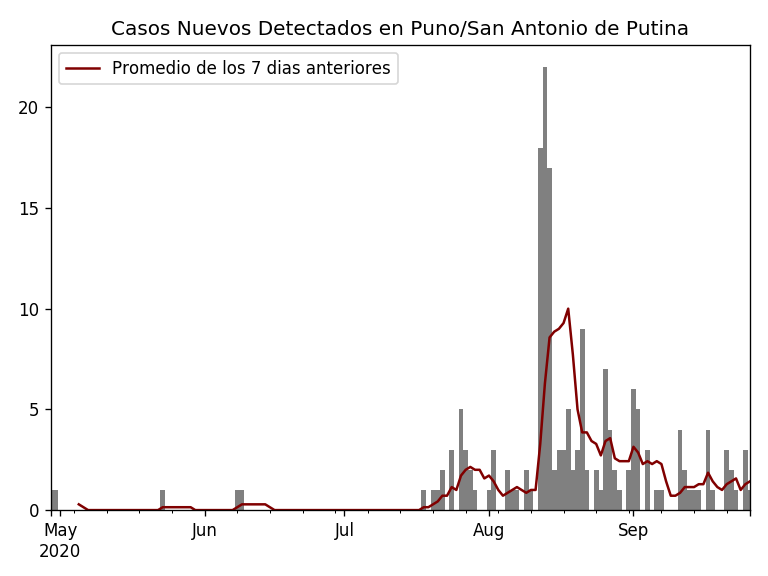 Casos Nuevos Detectados en Puno/San Antonio de Putina
Promedio de los 7 dias anteriores
20
15
10
5
0
May Jun Jul Aug Sep
2020